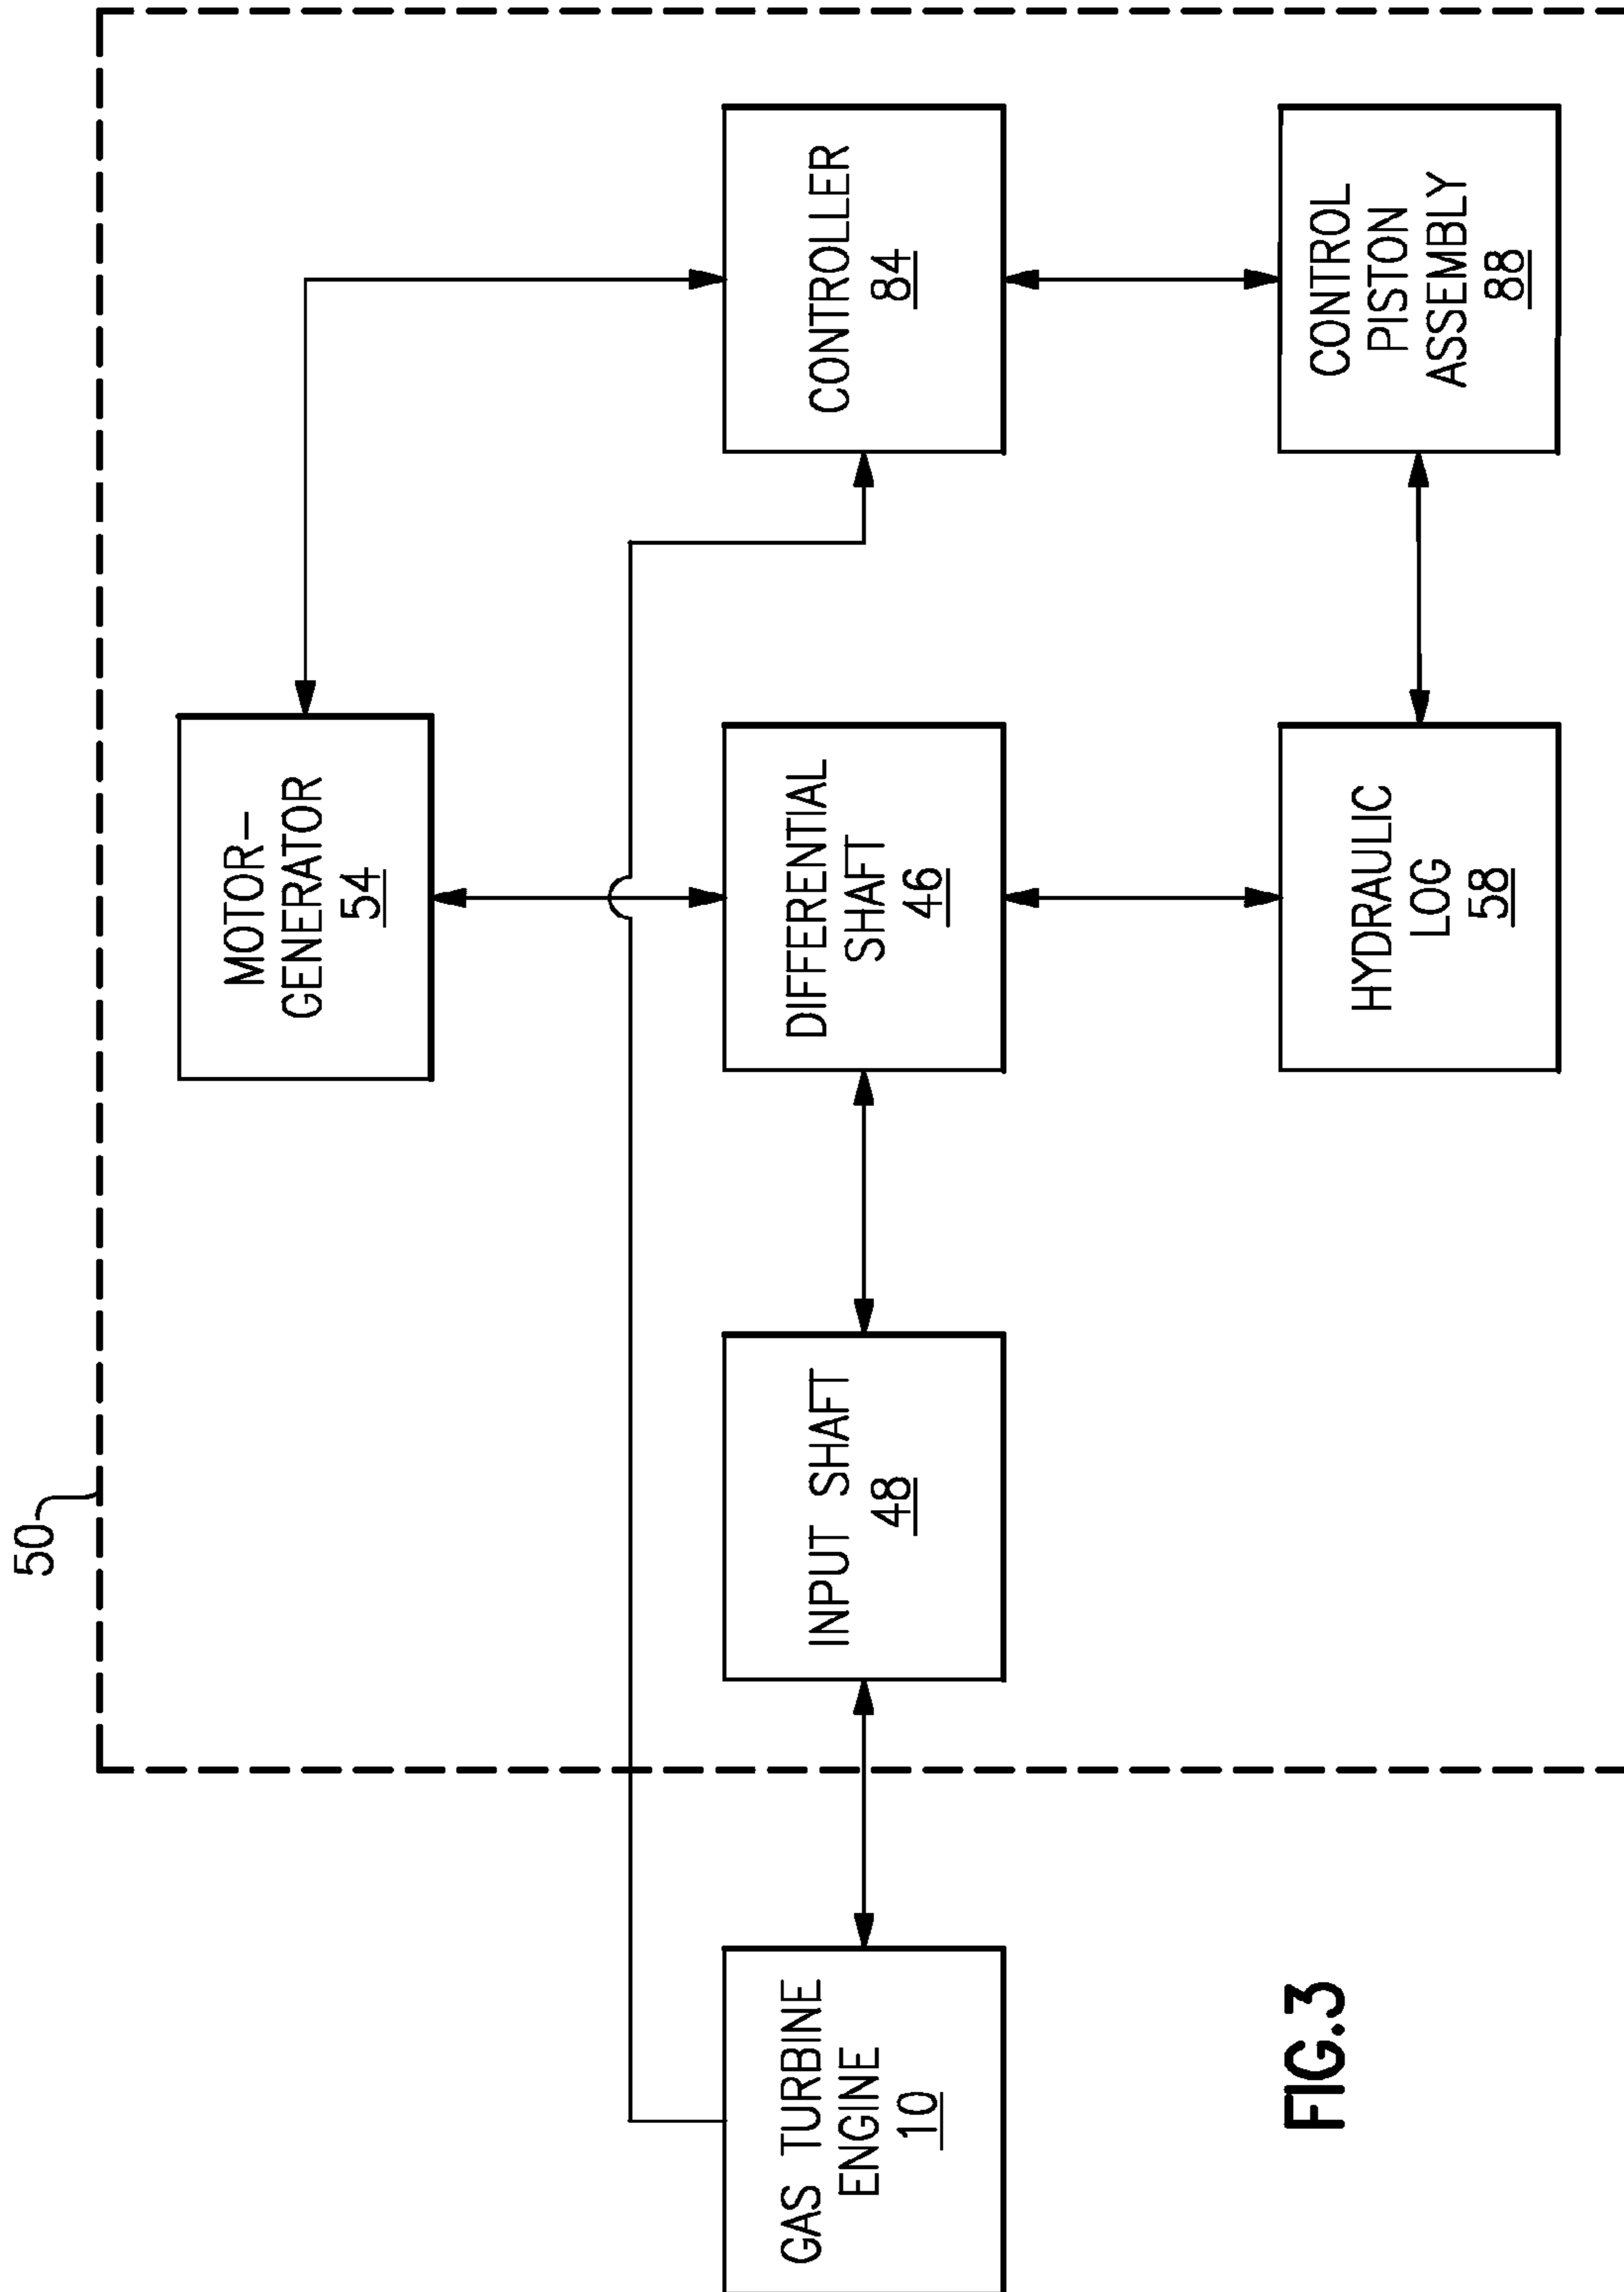 50
MOTOR–
GENERATOR
54
GAS TURBINE
ENGINE
10
INPUT SHAFT
48
DIFFERENTIAL
SHAFT
46
CONTROLLER
84
HYDRAULIC
LOG
58
CONTROL
PISTON
ASSEMBLY
88
FIG.3